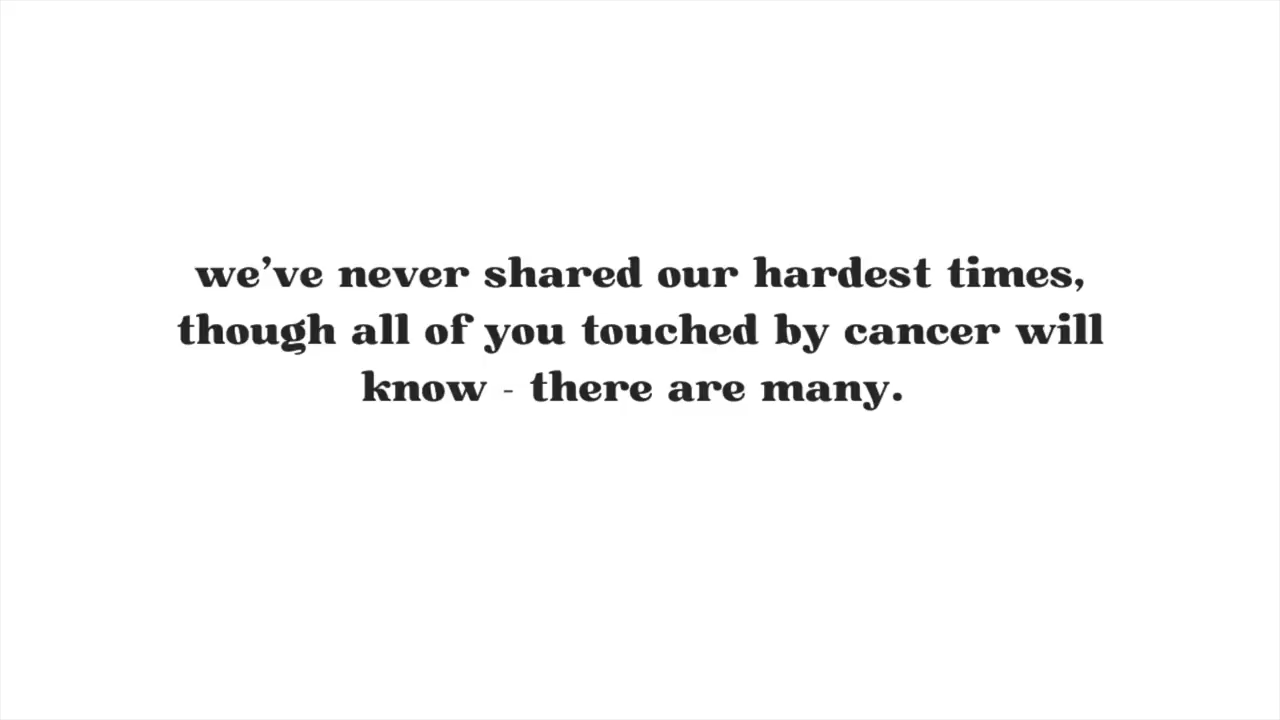 we’ve never shared our hardest times,
though all of you touched by cancer will
know - there are many.